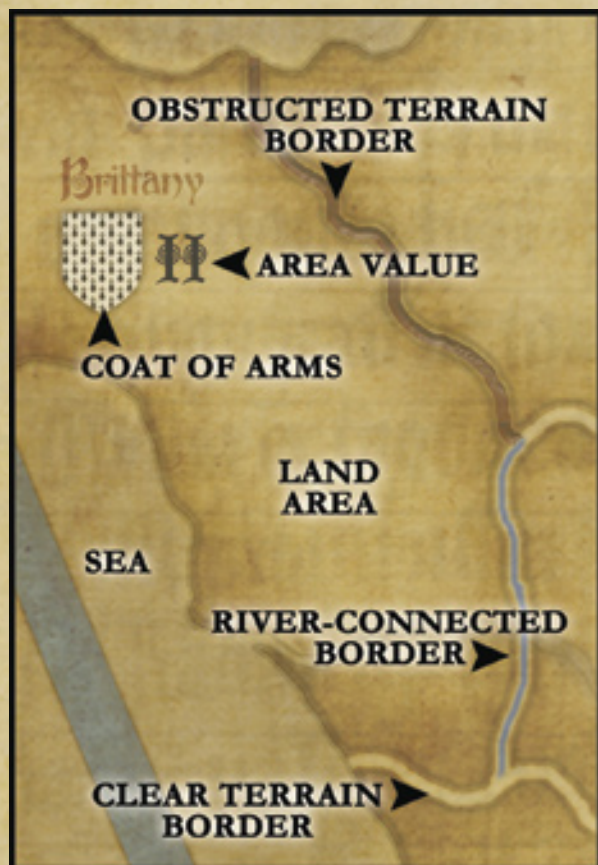 OBSTRUCTED TERRAIN
BORDER
Brittany
II
AREA VALUE
COAT OF ARMS
LAND
AREA
SEA
RIVER-CONNECTED
BORDER
CLEAR TERRAIN
BORDER